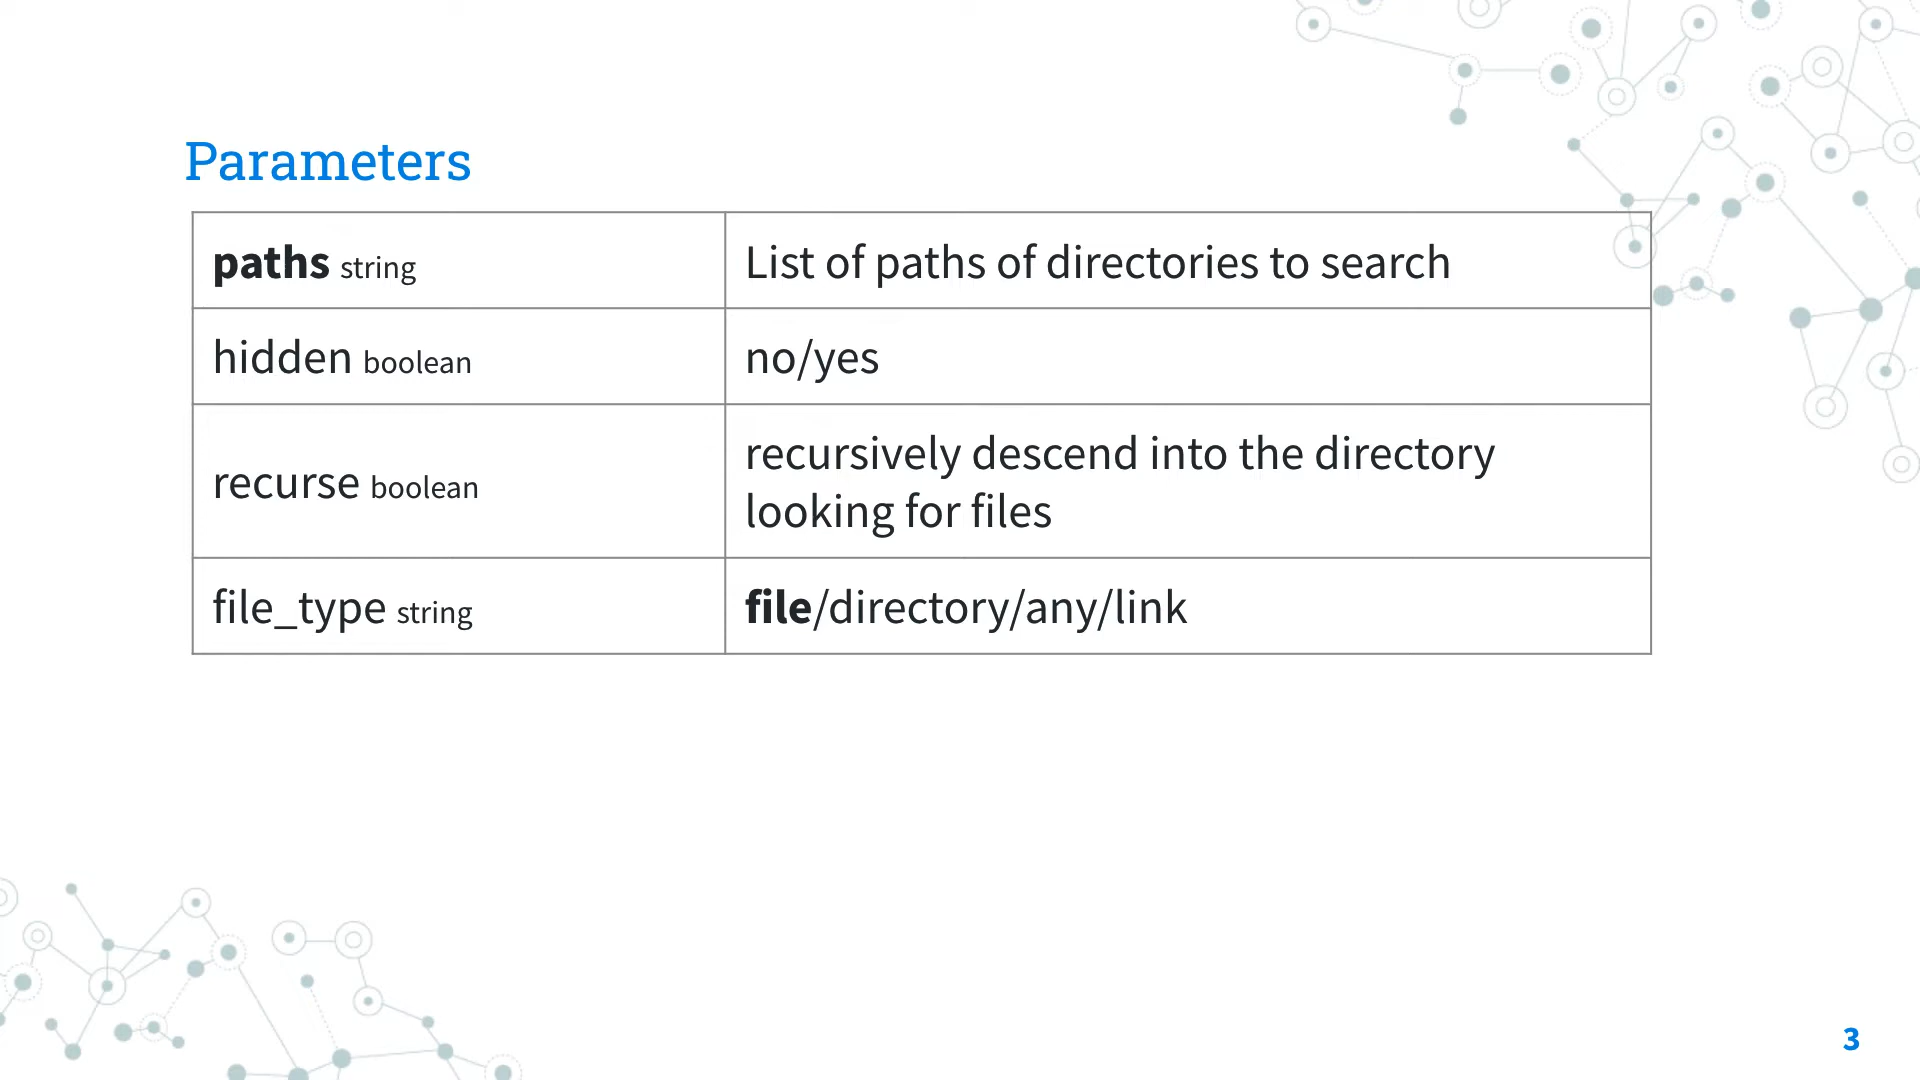 Parameters
paths string
List of paths of directories to search
hidden boolean
no/yes
recurse boolean
recursively descend into the directory
looking for files
file_type string
file/directory/any/link
3